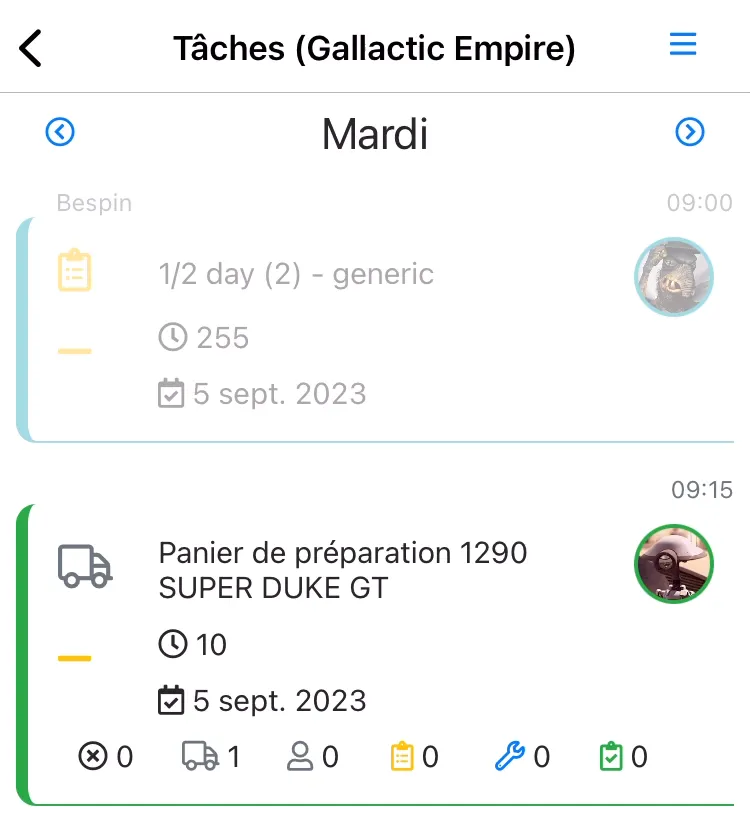 Tâches (Gallactic Empire)
Mardi
Bespin 09:00
1/2 day (2) - generic
255
5 sept. 2023
09:15
Panier de préparation 1290
SUPER DUKE GT
10
5 sept. 2023
0 1 0 0 0 0